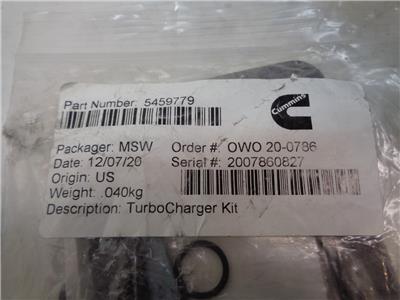 Part Number: 5459779
Cummins
Packager: MSW Order #: OWO 20-0786
Date: 12/07/20 Serial #: 2007860827
Origin: US
Weight: .040kg
Description: TurboCharger Kit